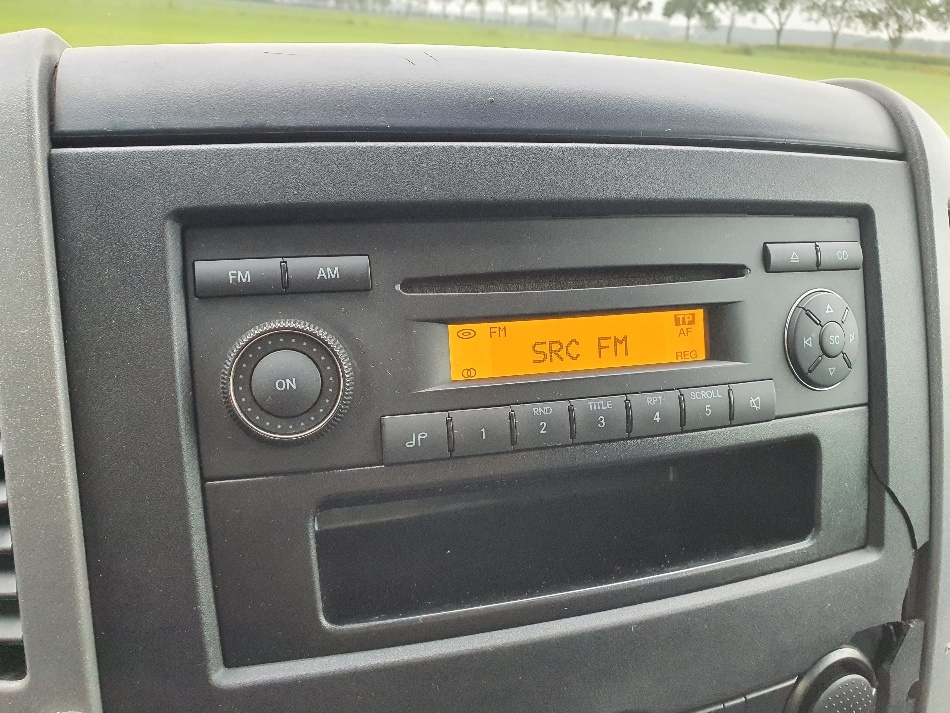 FM AM
CD
FM TP
AF
SRC FM
REG
ON
SC
1
RND
2
TITLE
3
RPT
4
SCROLL
5